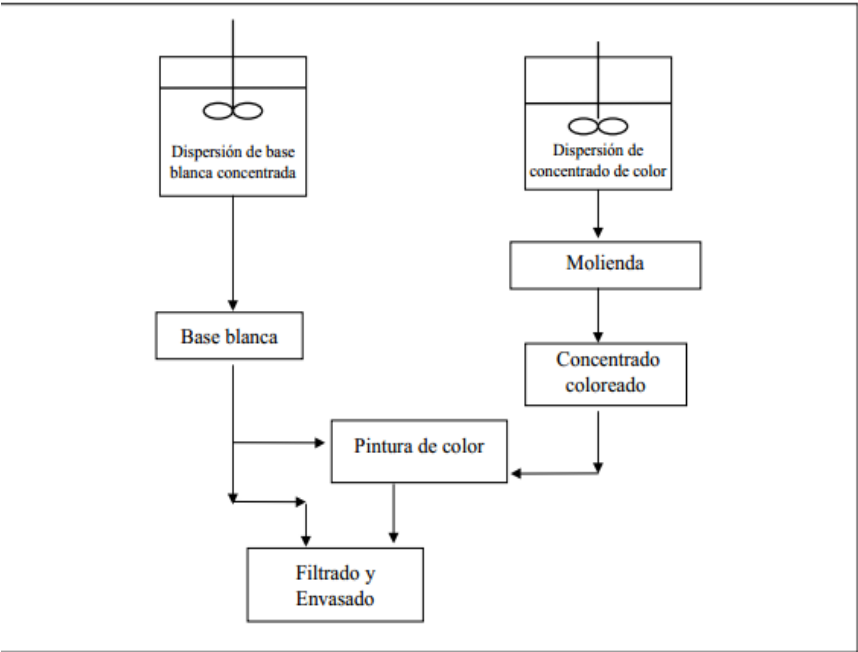 Dispersión de base
blanca concentrada
Dispersión de
concentrado de color
Molienda
Base blanca
Concentrado
coloreado
Pintura de color
Filtrado y
Envasado